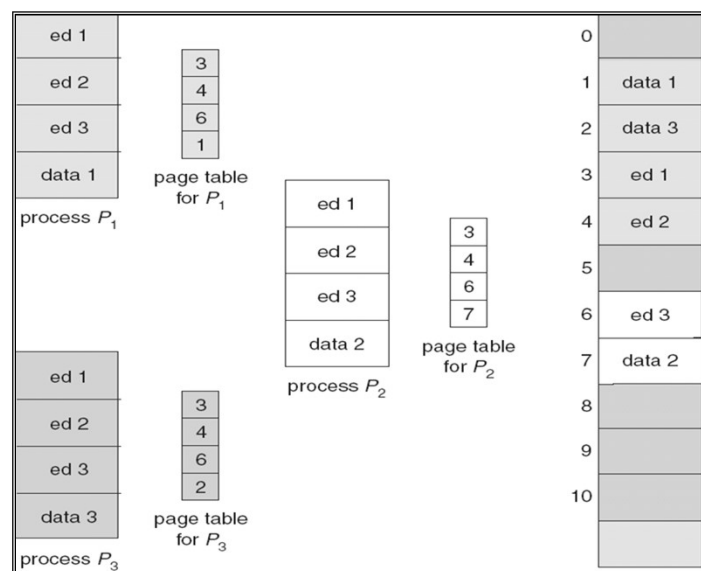 ed 1
ed 2
ed 3
data 1
process P1
3
4
6
1
page table
for P1
ed 1
ed 2
ed 3
data 2
process P2
3
4
6
7
page table
for P2
ed 1
ed 2
ed 3
data 3
process P3
3
4
6
2
page table
for P3
0
1 data 1
2 data 3
3 ed 1
4 ed 2
5
6 ed 3
7 data 2
8
9
10